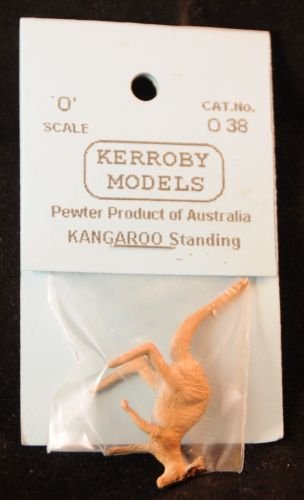 'O' CAT.No.
SCALE O 38
KERROBY
MODELS
Pewter Product of Australia
KANGAROO Standing